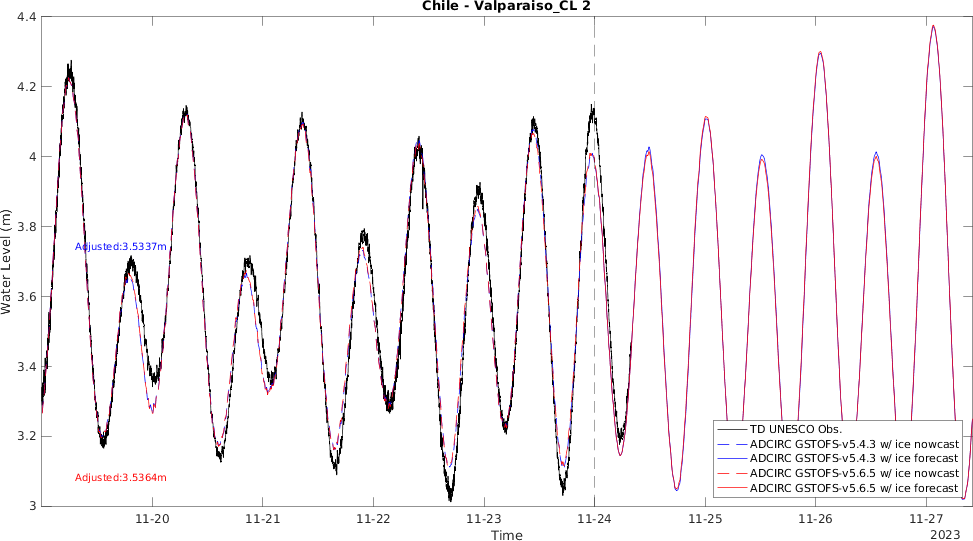 Chile - Valparaiso_CL 2
4.4
4.2
4
3.8
3.6
3.4
3.2
3
Water Level (m)
Adjusted:3.5337m
Adjusted:3.5364m
TD UNESCO Obs.
ADCIRC GSTOFS-v5.4.3 w/ ice nowcast
ADCIRC GSTOFS-v5.4.3 w/ ice forecast
ADCIRC GSTOFS-v5.6.5 w/ ice nowcast
ADCIRC GSTOFS-v5.6.5 w/ ice forecast
11-20 11-21 11-22 11-23 11-24 11-25 11-26 11-27
Time
2023